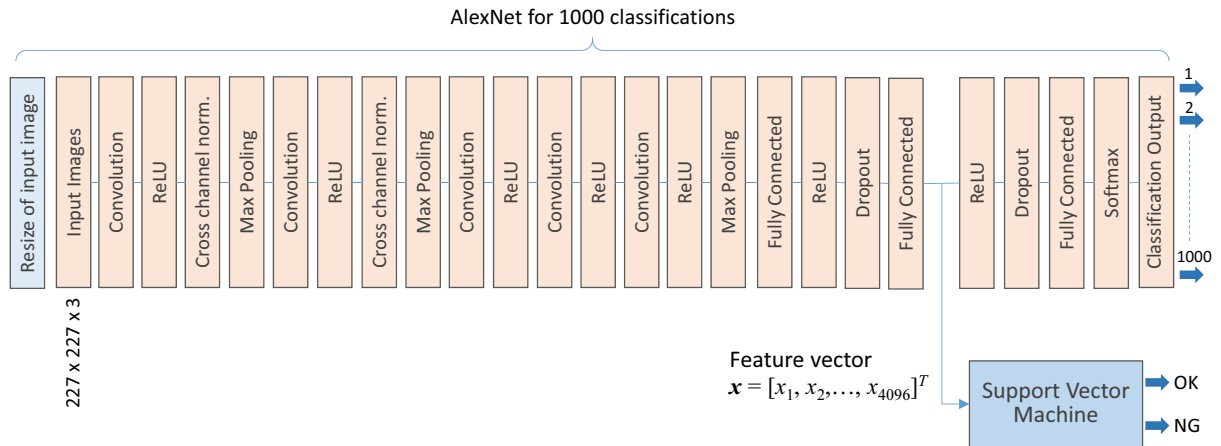 AlexNet for 1000 classifications
Resize of input image
Input Images
Convolution
ReLU
Cross channel norm.
Max Pooling
Convolution
ReLU
Cross channel norm.
Max Pooling
Convolution
ReLU
Convolution
ReLU
Convolution
ReLU
Max Pooling
Fully Connected
ReLU
Dropout
Fully Connected
ReLU
Dropout
Fully Connected
Softmax
Classification Output
1
2
1000
227 x 227 x 3
Feature vector
x = [x₁, x₂,…, x₄₀₉₆]ᵀ
Support Vector
Machine
OK
NG